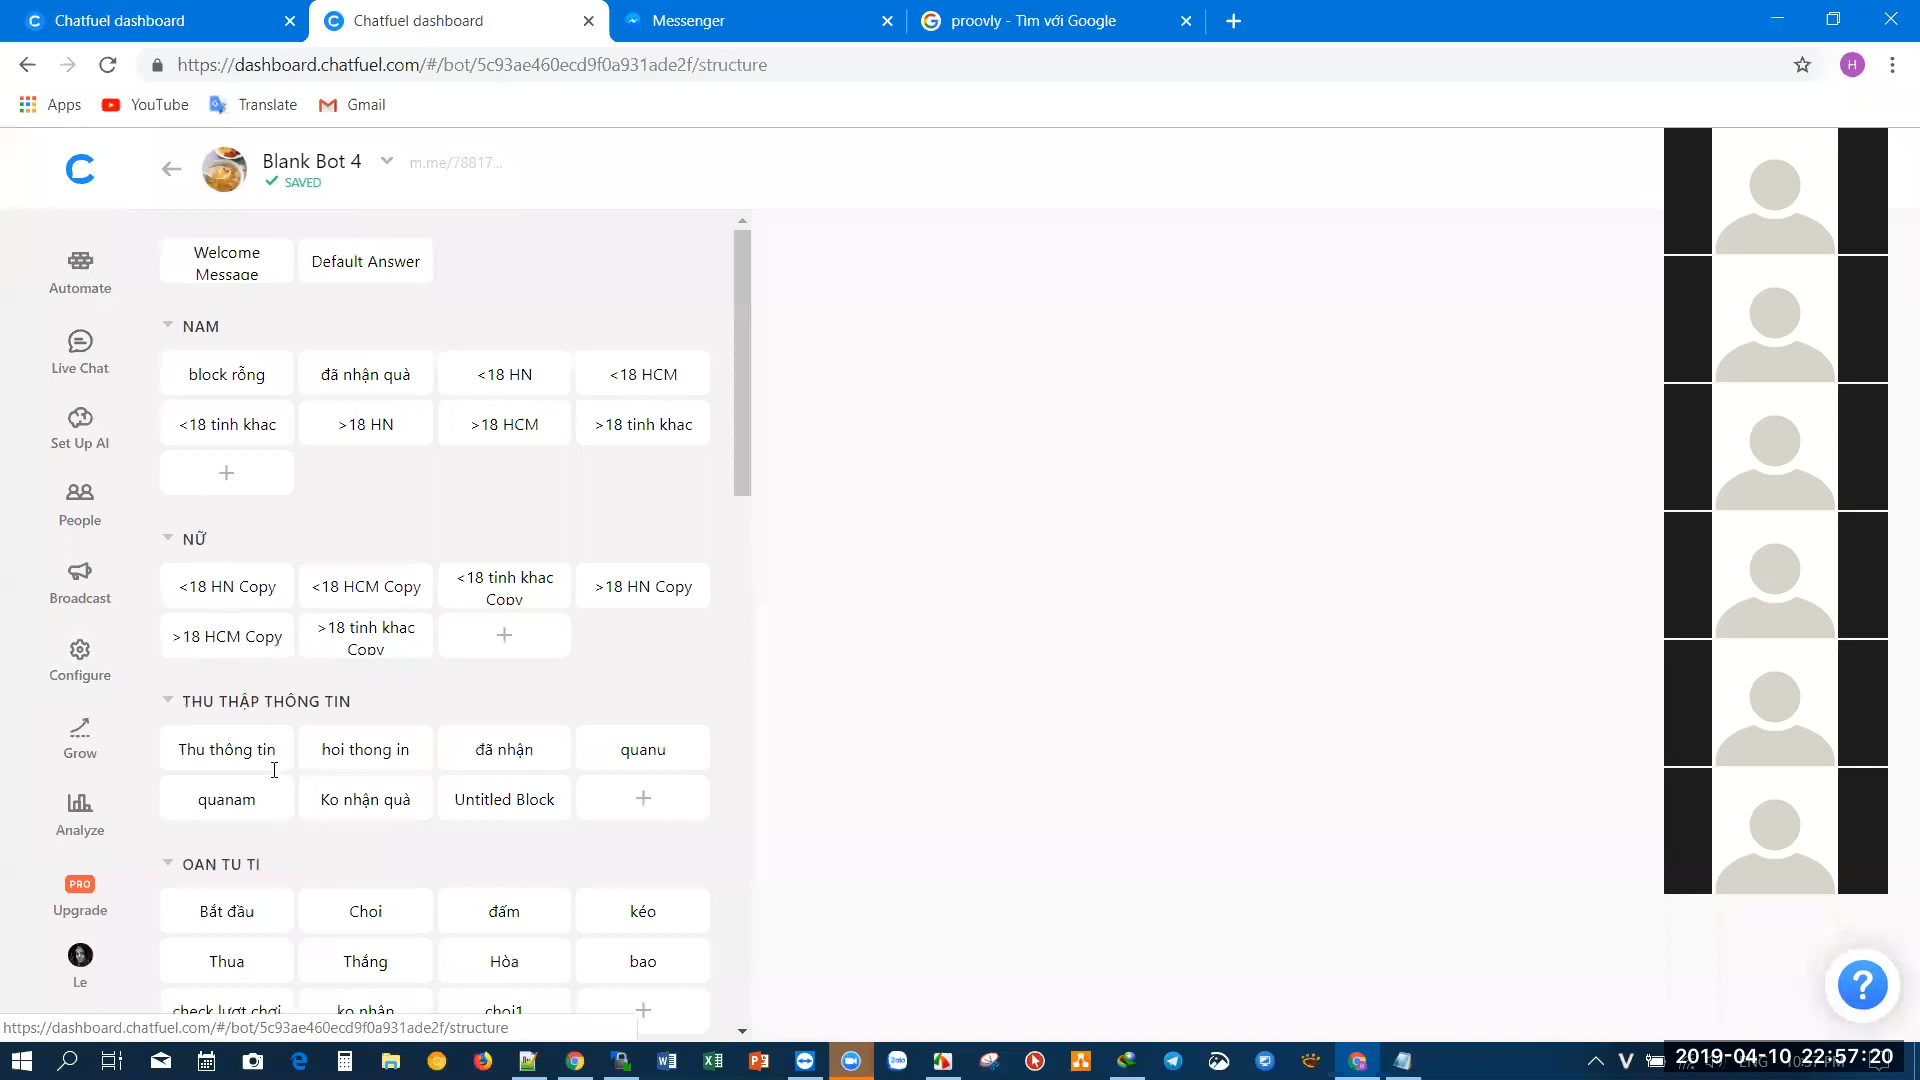 Chatfuel dashboard
Chatfuel dashboard
Messenger
proovly - Tìm với Google
https://dashboard.chatfuel.com/#/bot/5c93ae460ecd9f0a931ade2f/structure
H
Apps
YouTube
Translate
Gmail
Blank Bot 4
m.me/78817...
SAVED
Automate
Live Chat
Set Up AI
People
Broadcast
Configure
Grow
Analyze
PRO
Upgrade
Le
Welcome
Message
Default Answer
NAM
block rỗng
đã nhận quà
<18 HN
<18 HCM
<18 tinh khac
>18 HN
>18 HCM
>18 tinh khac
NỮ
<18 HN Copy
<18 HCM Copy
<18 tinh khac
Copy
>18 HN Copy
>18 HCM Copy
>18 tinh khac
Copy
THU THẬP THÔNG TIN
Thu thông tin
hoi thong in
đã nhận
quanu
quanam
Ko nhận quà
Untitled Block
OAN TU TI
Bắt đầu
Choi
đấm
kéo
Thua
Thắng
Hòa
bao
check lượt chơi
ko nhận
choi1
https://dashboard.chatfuel.com/#/bot/5c93ae460ecd9f0a931ade2f/structure
2019-04-10 22:57:20